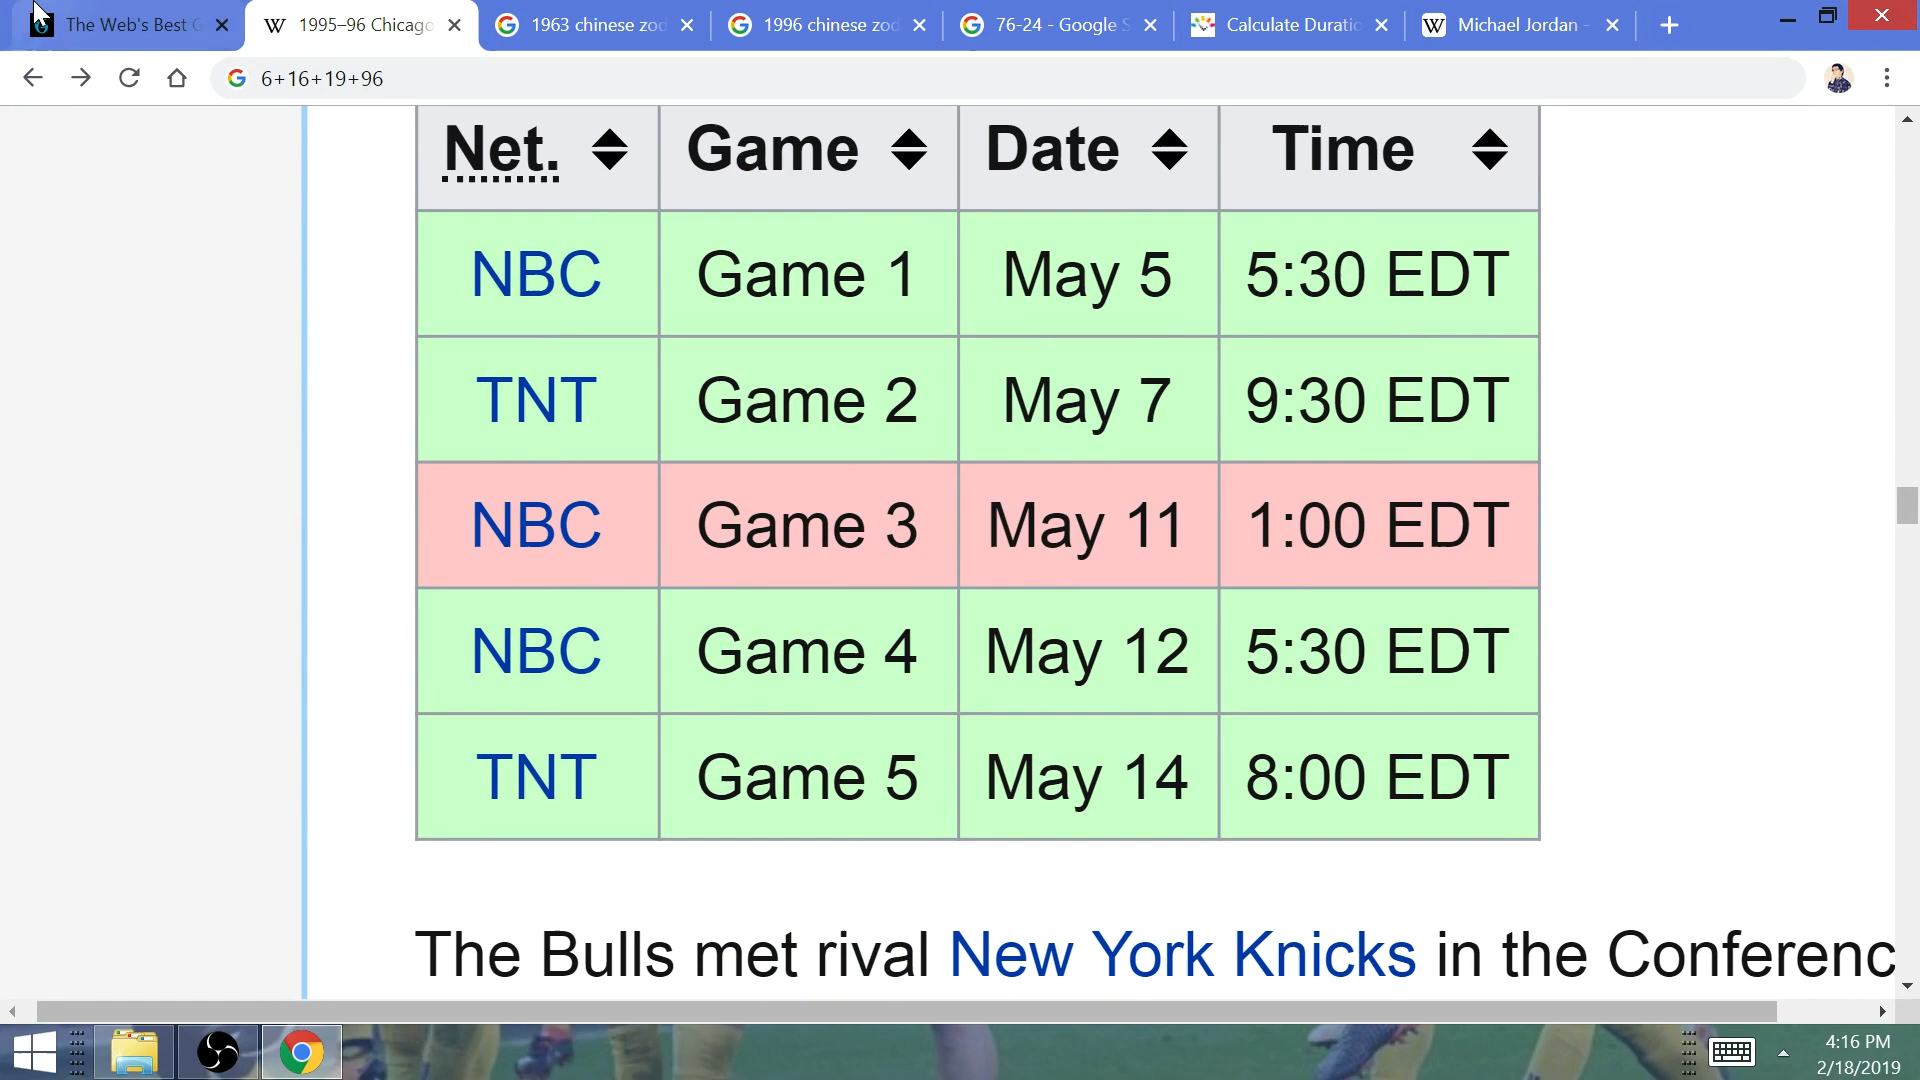 The Web's Best G
1995–96 Chicago
1963 chinese zod
1996 chinese zod
76-24 - Google S
Calculate Duratio
Michael Jordan -
6+16+19+96
Net. Game Date Time
NBC Game 1 May 5 5:30 EDT
TNT Game 2 May 7 9:30 EDT
NBC Game 3 May 11 1:00 EDT
NBC Game 4 May 12 5:30 EDT
TNT Game 5 May 14 8:00 EDT
The Bulls met rival New York Knicks in the Conferenc
4:16 PM
2/18/2019